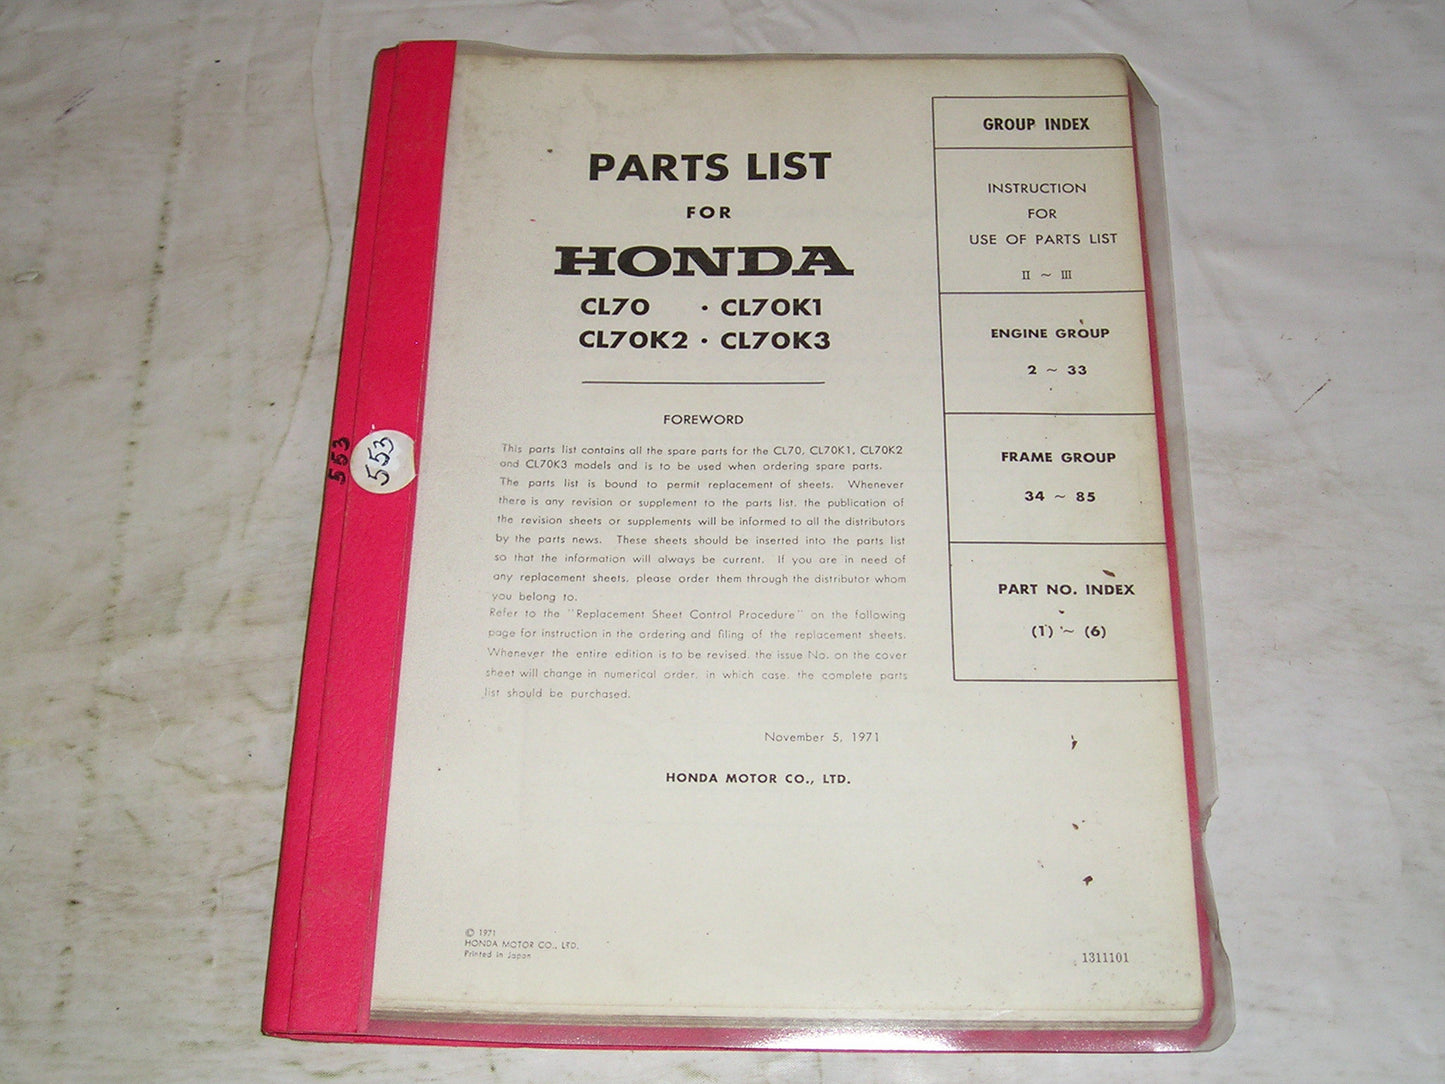 PARTS LIST
FOR
HONDA
CL70 · CL70K1
CL70K2 · CL70K3
FOREWORD
This parts list contains all the spare parts for the CL70, CL70K1, CL70K2
and CL70K3 models and is to be used when ordering spare parts.
The parts list is bound to permit replacement of sheets. Whenever
there is any revision or supplement to the parts list, the publication of
the revision sheets or supplements will be informed to all the distributors
by the parts news. These sheets should be inserted into the parts list
so that the information will always be current. If you are in need of
any replacement sheets, please order them through the distributor whom
you belong to.
Refer to the "Replacement Sheet Control Procedure" on the following
page for instruction in the ordering and filing of the replacement sheets.
Whenever the entire edition is to be revised, the issue No. on the cover
sheet will change in numerical order, in which case, the complete parts
list should be purchased.
November 5, 1971
HONDA MOTOR CO., LTD.
© 1971
HONDA MOTOR CO., LTD.
Printed in Japan
1311101
GROUP INDEX
INSTRUCTION
FOR
USE OF PARTS LIST
II ~ III
ENGINE GROUP
2 ~ 33
FRAME GROUP
34 ~ 85
PART NO. INDEX
(1) ~ (6)
553
553